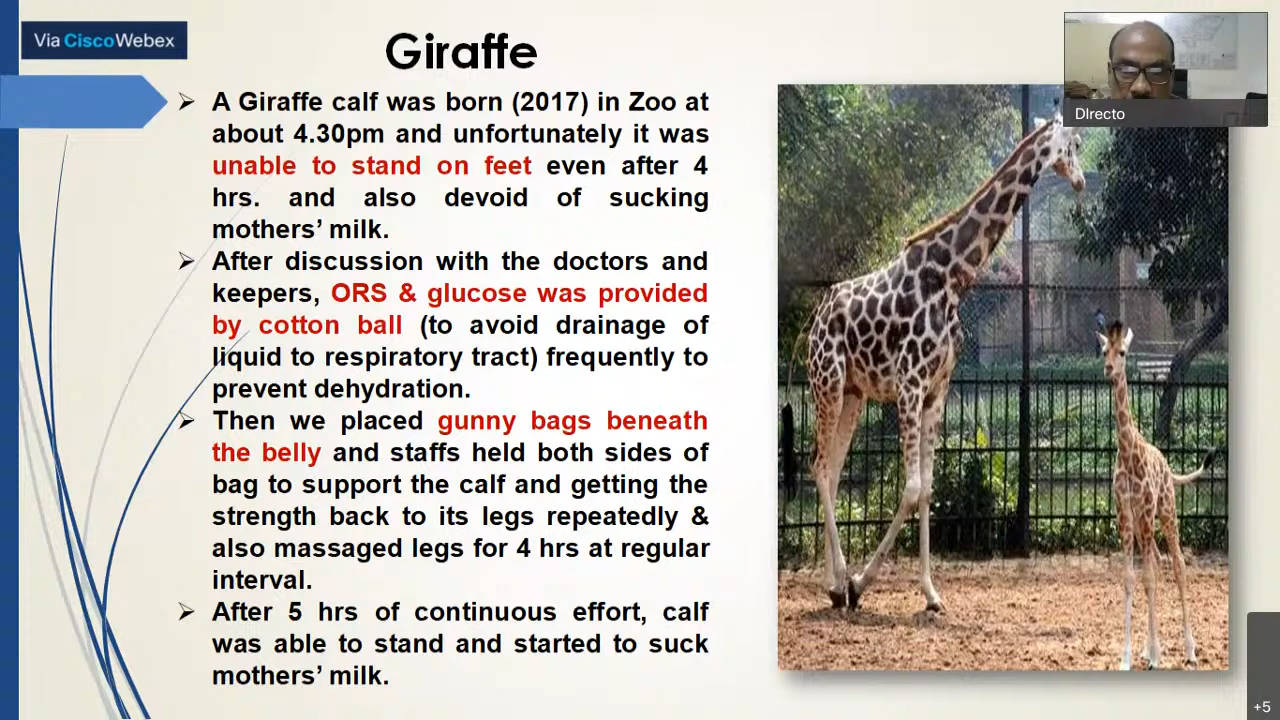 Via CiscoWebex
Giraffe
DIrecto
➢ A Giraffe calf was born (2017) in Zoo at
about 4.30pm and unfortunately it was
unable to stand on feet even after 4
hrs. and also devoid of sucking
mothers’ milk.
➢ After discussion with the doctors and
keepers, ORS & glucose was provided
by cotton ball (to avoid drainage of
liquid to respiratory tract) frequently to
prevent dehydration.
➢ Then we placed gunny bags beneath
the belly and staffs held both sides of
bag to support the calf and getting the
strength back to its legs repeatedly &
also massaged legs for 4 hrs at regular
interval.
➢ After 5 hrs of continuous effort, calf
was able to stand and started to suck
mothers’ milk.
+5